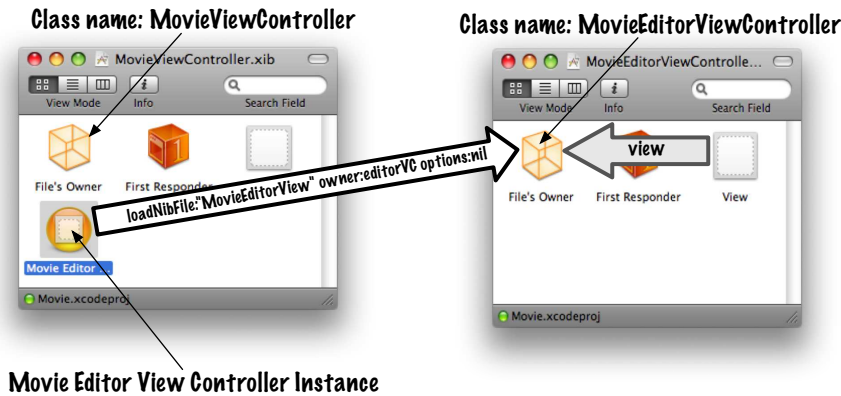 Class name: MovieViewController
Class name: MovieEditorViewController
MovieViewController.xib
View Mode
Info
Search Field
File's Owner
First Responder
Movie Editor ...
Movie.xcodeproj
loadNibFile:"MovieEditorView" owner:editorVC options:nil
MovieEditorViewControlle...
View Mode
Info
Search Field
view
File's Owner
First Responder
View
Movie.xcodeproj
Movie Editor View Controller Instance